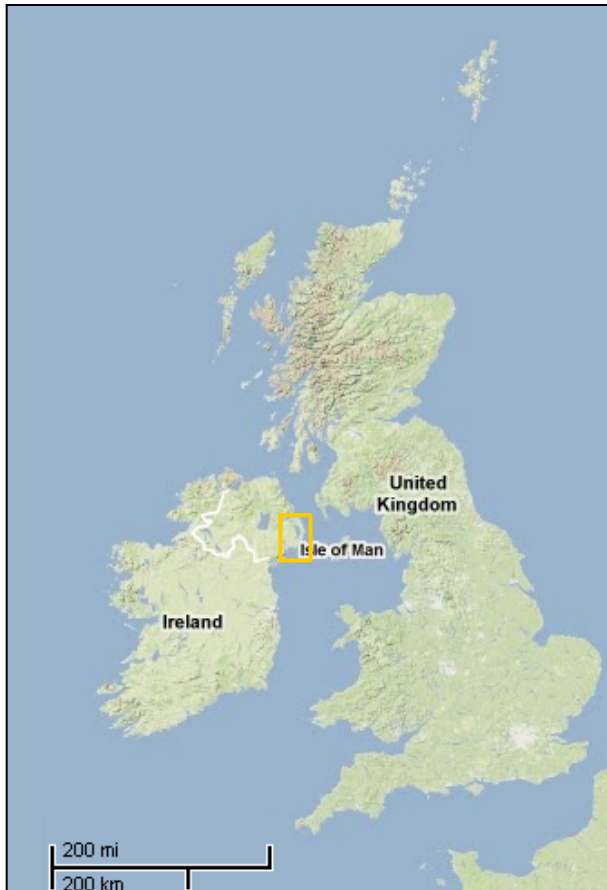 United
Kingdom
Isle of Man
Ireland
200 mi
200 km